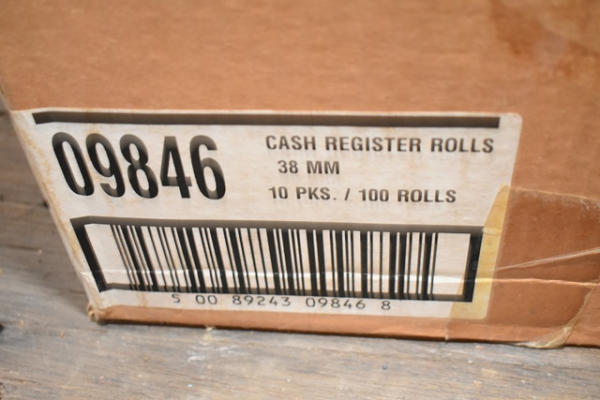 09846
CASH REGISTER ROLLS
38 MM
10 PKS. / 100 ROLLS
5 00 89243 09846 8